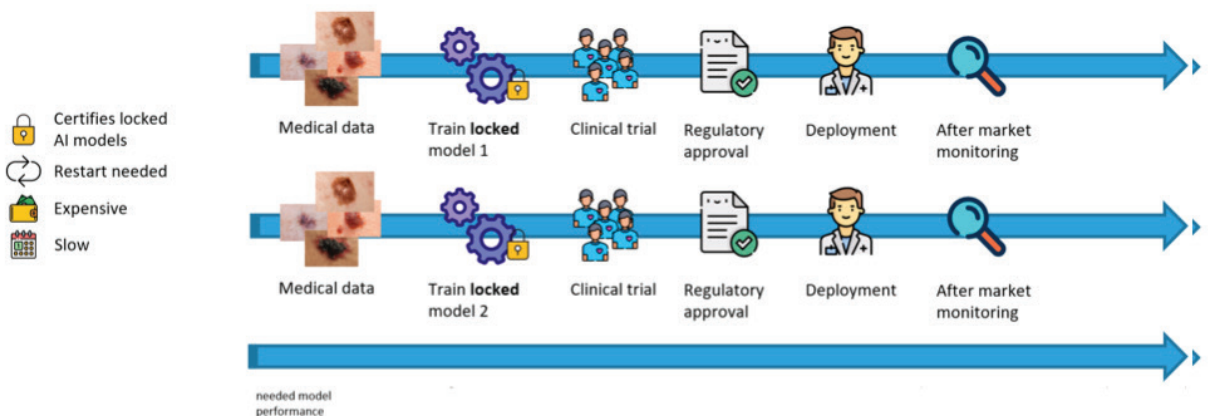 Certifies locked
AI models
Restart needed
Expensive
Slow
Medical data
Train locked
model 1
Clinical trial
Regulatory
approval
Deployment
After market
monitoring
Medical data
Train locked
model 2
Clinical trial
Regulatory
approval
Deployment
After market
monitoring
needed model
performance